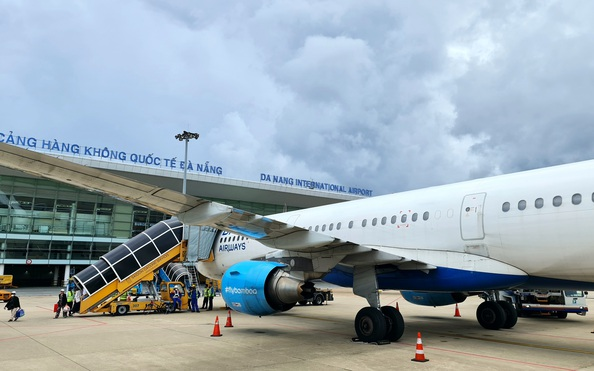 CẢNG HÀNG KHÔNG QUỐC TẾ ĐÀ NẴNG
DA NANG INTERNATIONAL AIRPORT
AIRWAYS
#flybamboo